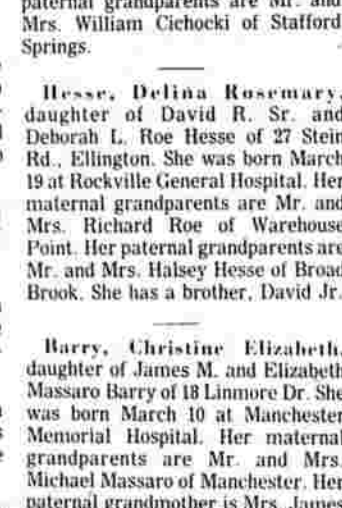 paternal grandparents are Mr. and
Mrs. William Cichocki of Stafford
Springs.
Hesse, Delina Rosemary,
daughter of David R. Sr. and
Deborah L. Roe Hesse of 27 Stein
Rd., Ellington. She was born March
19 at Rockville General Hospital. Her
maternal grandparents are Mr. and
Mrs. Richard Roe of Warehouse
Point. Her paternal grandparents are
Mr. and Mrs. Halsey Hesse of Broad
Brook. She has a brother, David Jr.
Barry, Christine Elizabeth,
daughter of James M. and Elizabeth
Massaro Barry of 18 Linmore Dr. She
was born March 10 at Manchester
Memorial Hospital. Her maternal
grandparents are Mr. and Mrs.
Michael Massaro of Manchester. Her
paternal grandmother is Mrs. James